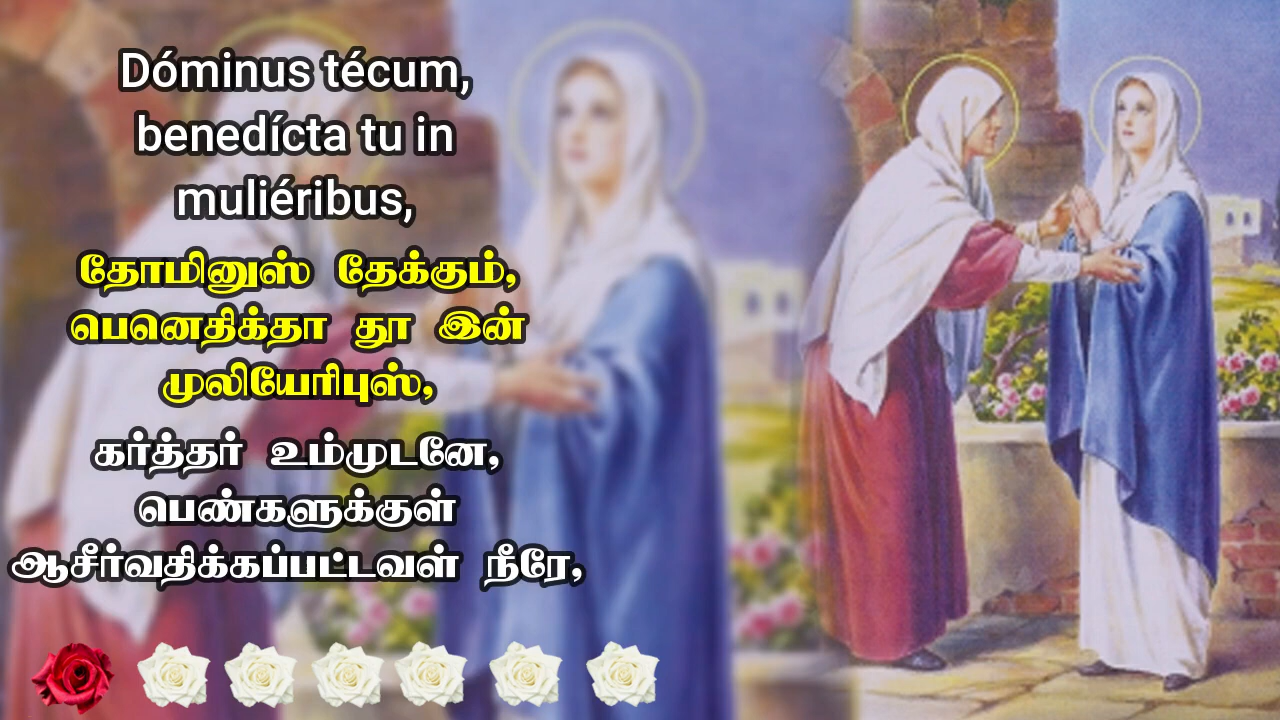 Dóminus técum,
benedícta tu in
muliéribus,
தோமினுஸ் தேக்கும்,
பெனெதிக்தா தூ இன்
முலியேரிபுஸ்,
கர்த்தர் உம்முடனே,
பெண்களுக்குள்
ஆசீர்வதிக்கப்பட்டவள் நீரே,